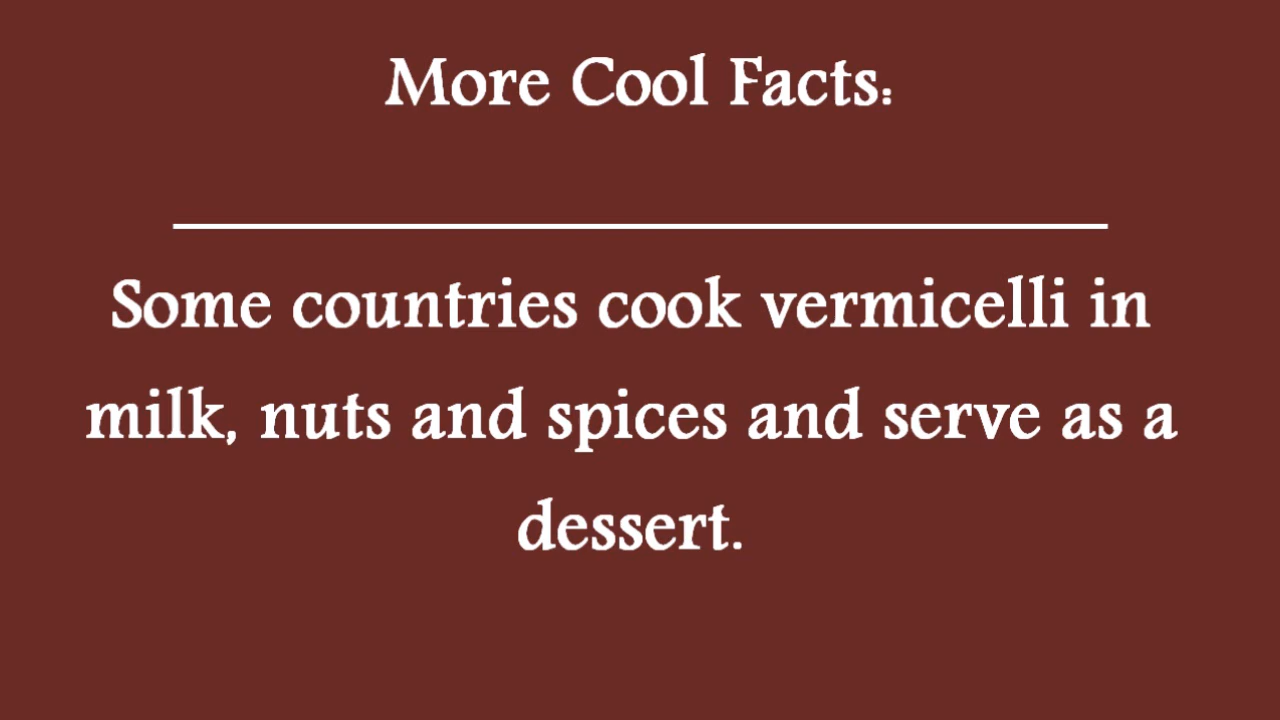 More Cool Facts:
Some countries cook vermicelli in
milk, nuts and spices and serve as a
dessert.